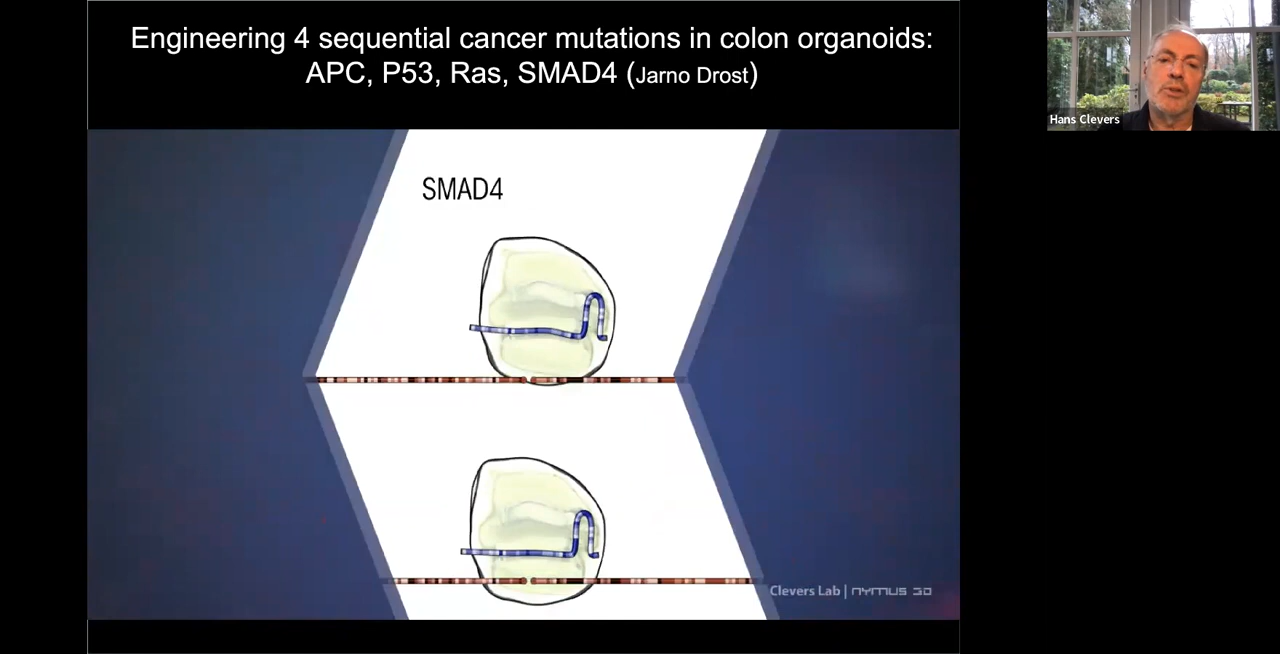 Engineering 4 sequential cancer mutations in colon organoids:
APC, P53, Ras, SMAD4 (Jarno Drost)
Hans Clevers
SMAD4
Clevers Lab | NYMUS 3D